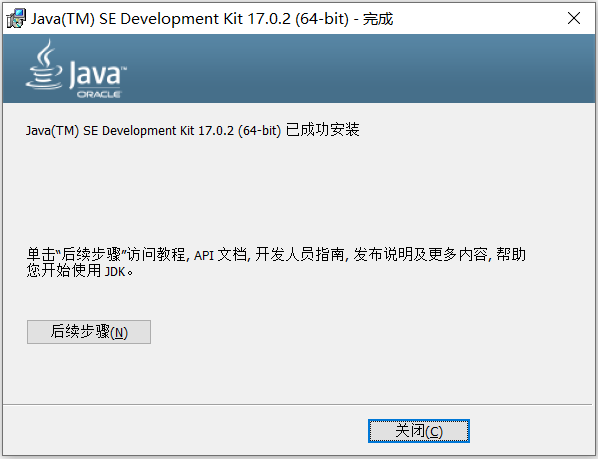 Java(TM) SE Development Kit 17.0.2 (64-bit) - 完成
Java™
ORACLE
Java(TM) SE Development Kit 17.0.2 (64-bit) 已成功安装
单击“后续步骤”访问教程, API 文档, 开发人员指南, 发布说明及更多内容, 帮助
您开始使用 JDK。
后续步骤(N)
关闭(C)